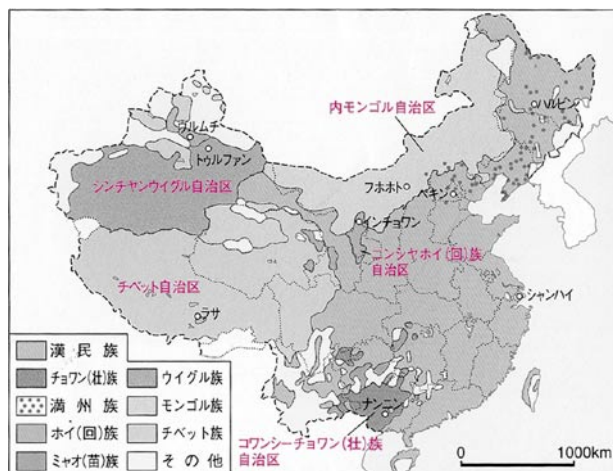 内モンゴル自治区
ハルビン
ウルムチ
トゥルファン
シンチヤンウイグル自治区
フホホト
ペキン
インチョワン
コンシヤホイ(回)族
自治区
チベット自治区
シャンハイ
ラサ
漢民族
チョワン(壮)族
満州族
ホイ(回)族
ミャオ(苗)族
ウイグル族
モンゴル族
チベット族
その他
ナンニン
コワンシーチョワン(壮)族
自治区
0 1000km